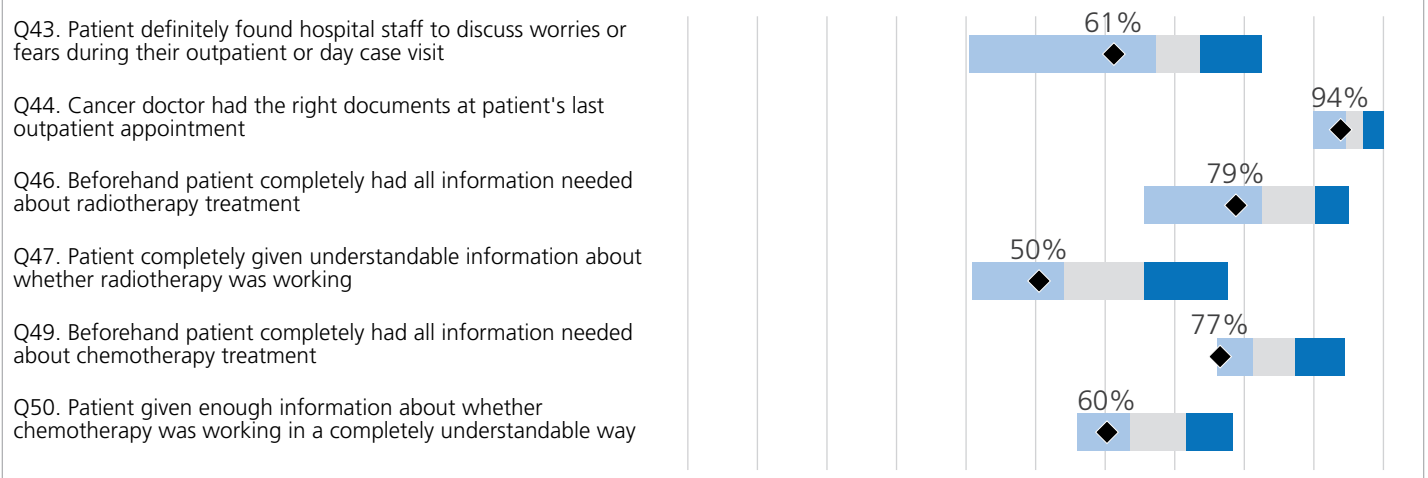 Q43. Patient definitely found hospital staff to discuss worries or
fears during their outpatient or day case visit
61%
Q44. Cancer doctor had the right documents at patient's last
outpatient appointment
94%
Q46. Beforehand patient completely had all information needed
about radiotherapy treatment
79%
Q47. Patient completely given understandable information about
whether radiotherapy was working
50%
Q49. Beforehand patient completely had all information needed
about chemotherapy treatment
77%
Q50. Patient given enough information about whether
chemotherapy was working in a completely understandable way
60%